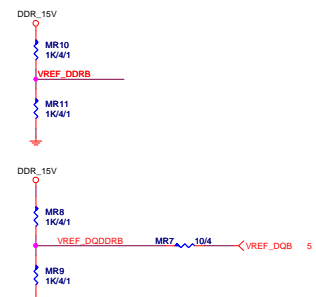 DDR_15V
MR10
1K/4/1
VREF_DDRB
MR11
1K/4/1
DDR_15V
MR8
1K/4/1
VREF_DQDDRB MR7 10/4 VREF_DQB 5
MR9
1K/4/1